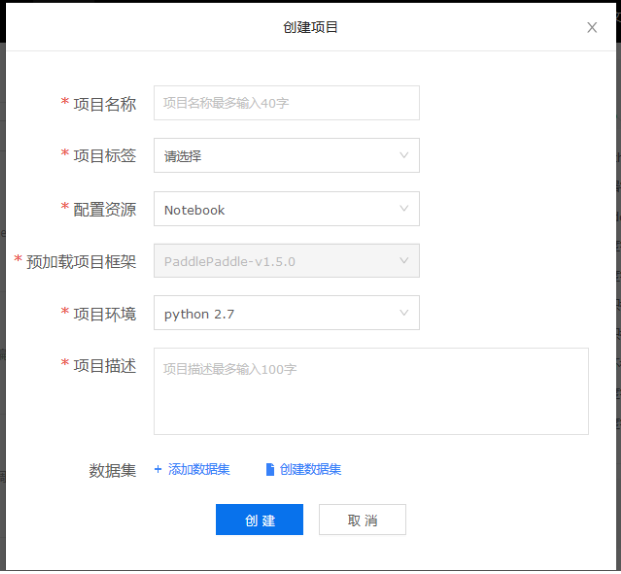 创建项目
* 项目名称 项目名称最多输入40字
* 项目标签 请选择
* 配置资源 Notebook
* 预加载项目框架 PaddlePaddle-v1.5.0
* 项目环境 python 2.7
* 项目描述 项目描述最多输入100字
数据集 + 添加数据集 创建数据集
创 建 取 消